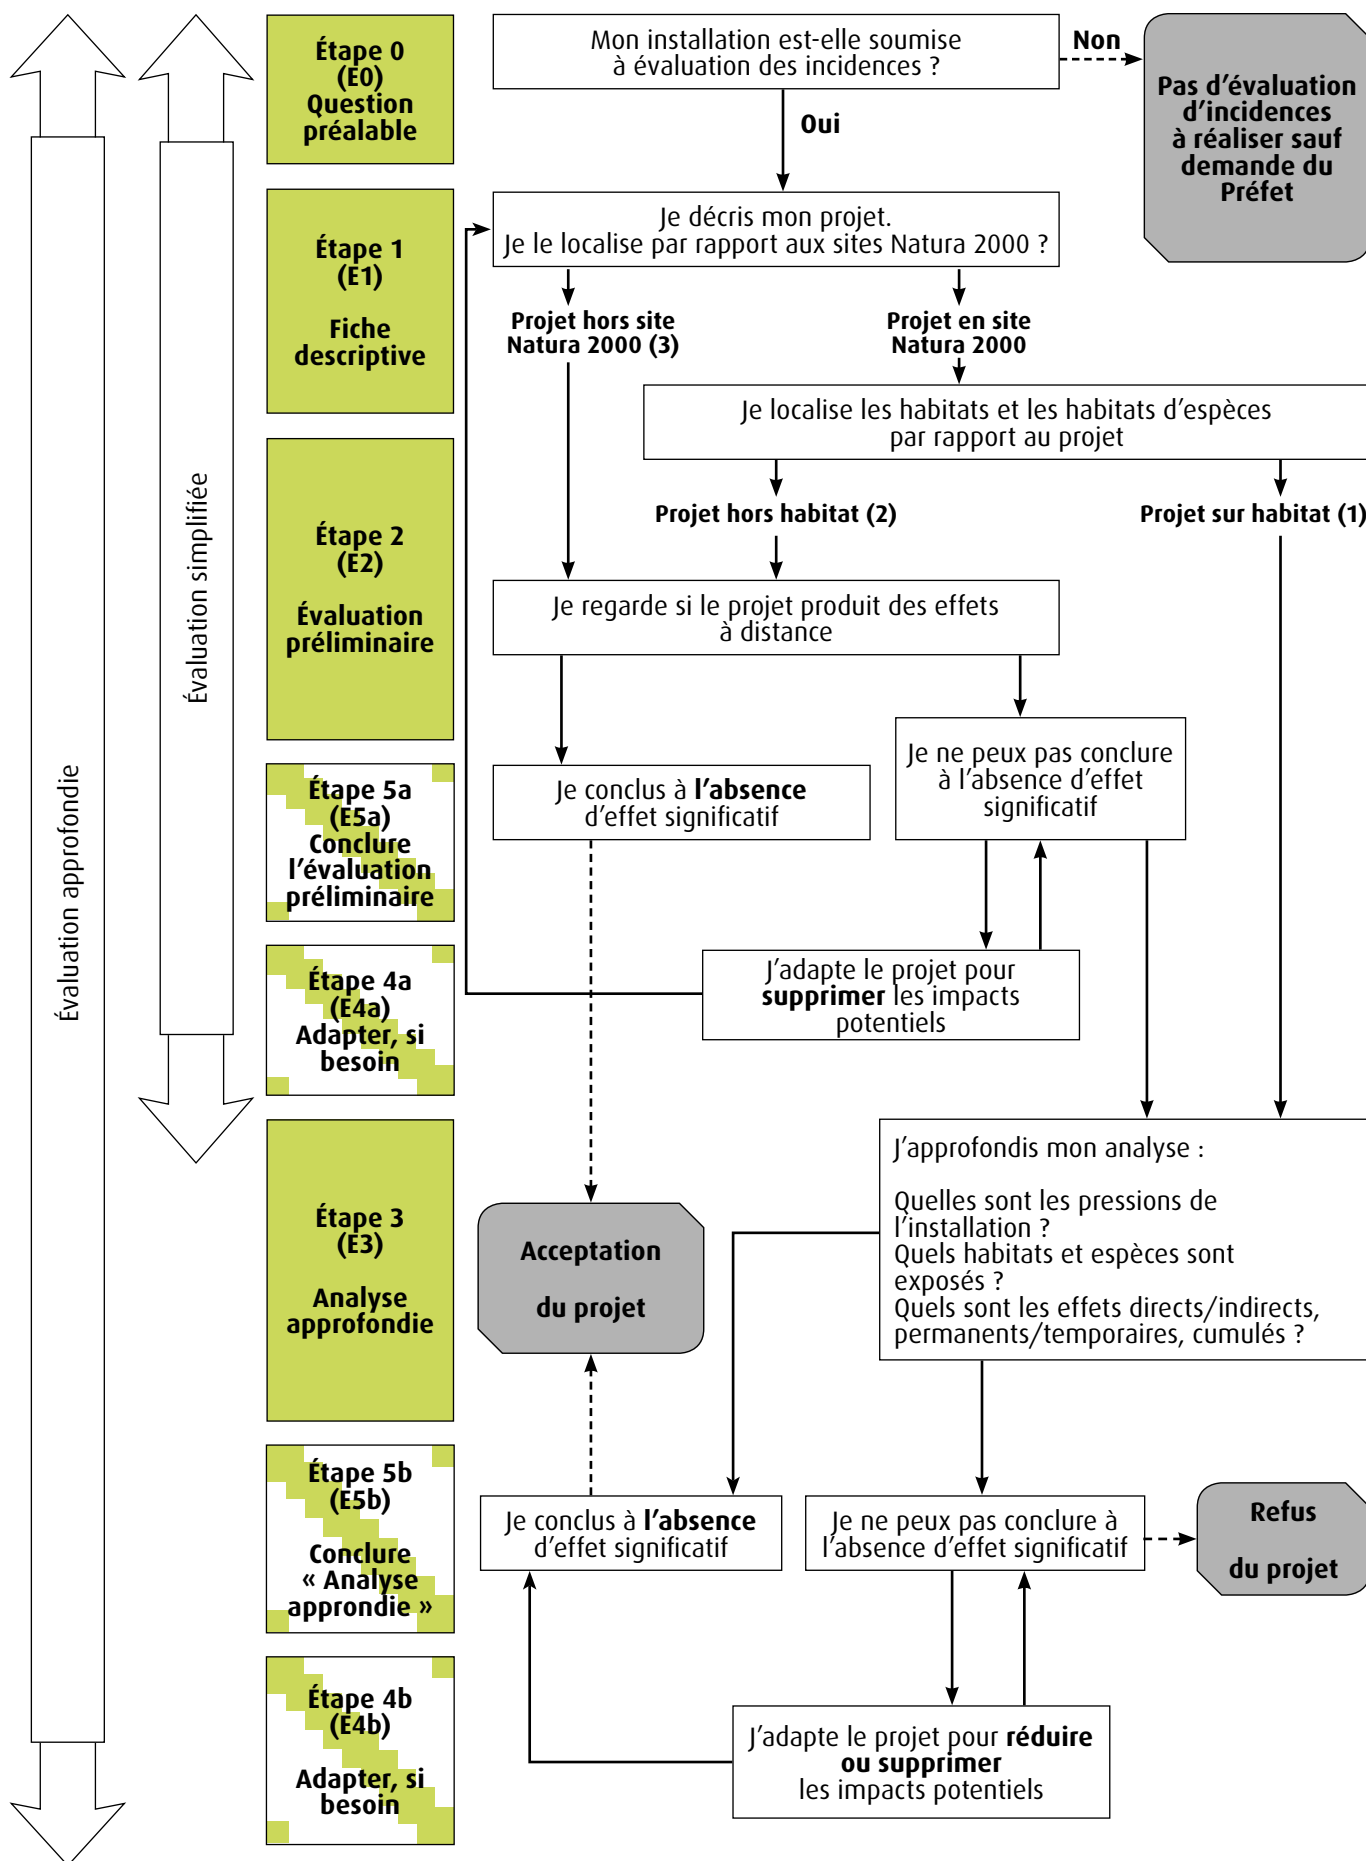 Évaluation approfondie
Évaluation simplifiée
Étape 0
(E0)
Question
préalable
Mon installation est-elle soumise
à évaluation des incidences ?
Non
Pas d'évaluation
d'incidences
à réaliser sauf
demande du
Préfet
Oui
Étape 1
(E1)
Fiche
descriptive
Je décris mon projet.
Je le localise par rapport aux sites Natura 2000 ?
Projet hors site
Natura 2000 (3)
Projet en site
Natura 2000
Je localise les habitats et les habitats d'espèces
par rapport au projet
Étape 2
(E2)
Évaluation
préliminaire
Projet hors habitat (2)
Projet sur habitat (1)
Je regarde si le projet produit des effets
à distance
Étape 5a
(E5a)
Conclure
l'évaluation
préliminaire
Je conclus à l'absence
d'effet significatif
Je ne peux pas conclure
à l'absence d'effet
significatif
Étape 4a
(E4a)
Adapter, si
besoin
J'adapte le projet pour
supprimer les impacts
potentiels
Étape 3
(E3)
Analyse
approfondie
Acceptation
du projet
J'approfondis mon analyse :
Quelles sont les pressions de
l'installation ?
Quels habitats et espèces sont
exposés ?
Quels sont les effets directs/indirects,
permanents/temporaires, cumulés ?
Étape 5b
(E5b)
Conclure
« Analyse
approndie »
Je conclus à l'absence
d'effet significatif
Je ne peux pas conclure à
l'absence d'effet significatif
Refus
du projet
Étape 4b
(E4b)
Adapter, si
besoin
J'adapte le projet pour réduire
ou supprimer
les impacts potentiels